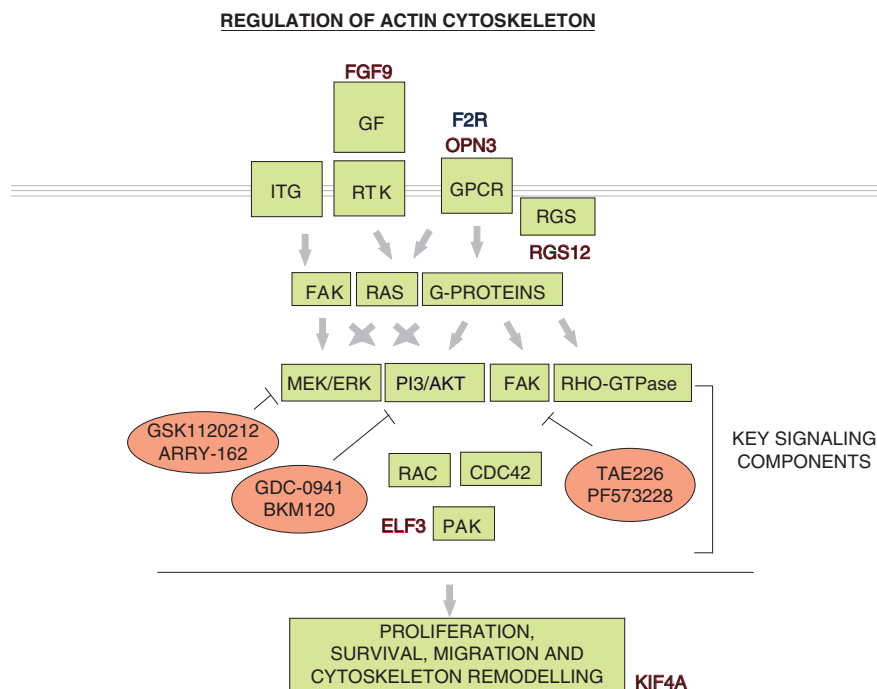 REGULATION OF ACTIN CYTOSKELETON
FGF9
GF
F2R
OPN3
ITG
RTK
GPCR
RGS
RGS12
FAK
RAS
G-PROTEINS
MEK/ERK
PI3/AKT
FAK
RHO-GTPase
GSK1120212
ARRY-162
GDC-0941
BKM120
RAC
CDC42
TAE226
PF573228
KEY SIGNALING
COMPONENTS
ELF3
PAK
PROLIFERATION,
SURVIVAL, MIGRATION AND
CYTOSKELETON REMODELLING
KIF4A